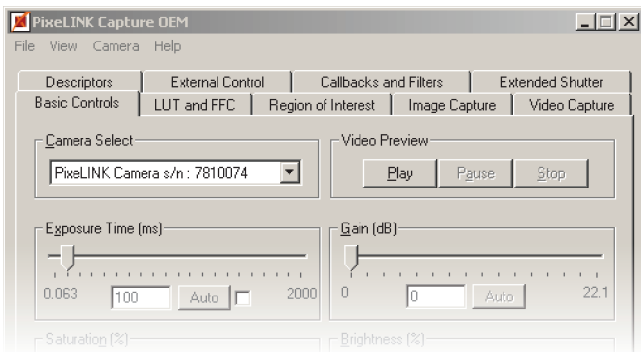 PixeLINK Capture OEM
File View Camera Help
Descriptors External Control Callbacks and Filters Extended Shutter
Basic Controls LUT and FFC Region of Interest Image Capture Video Capture
Camera Select Video Preview
PixeLINK Camera s/n : 7810074 Play Pause Stop
Exposure Time (ms) Gain (dB)
0.063 100 Auto 2000 0 0 Auto 22.1
Saturation (%) Brightness (%)